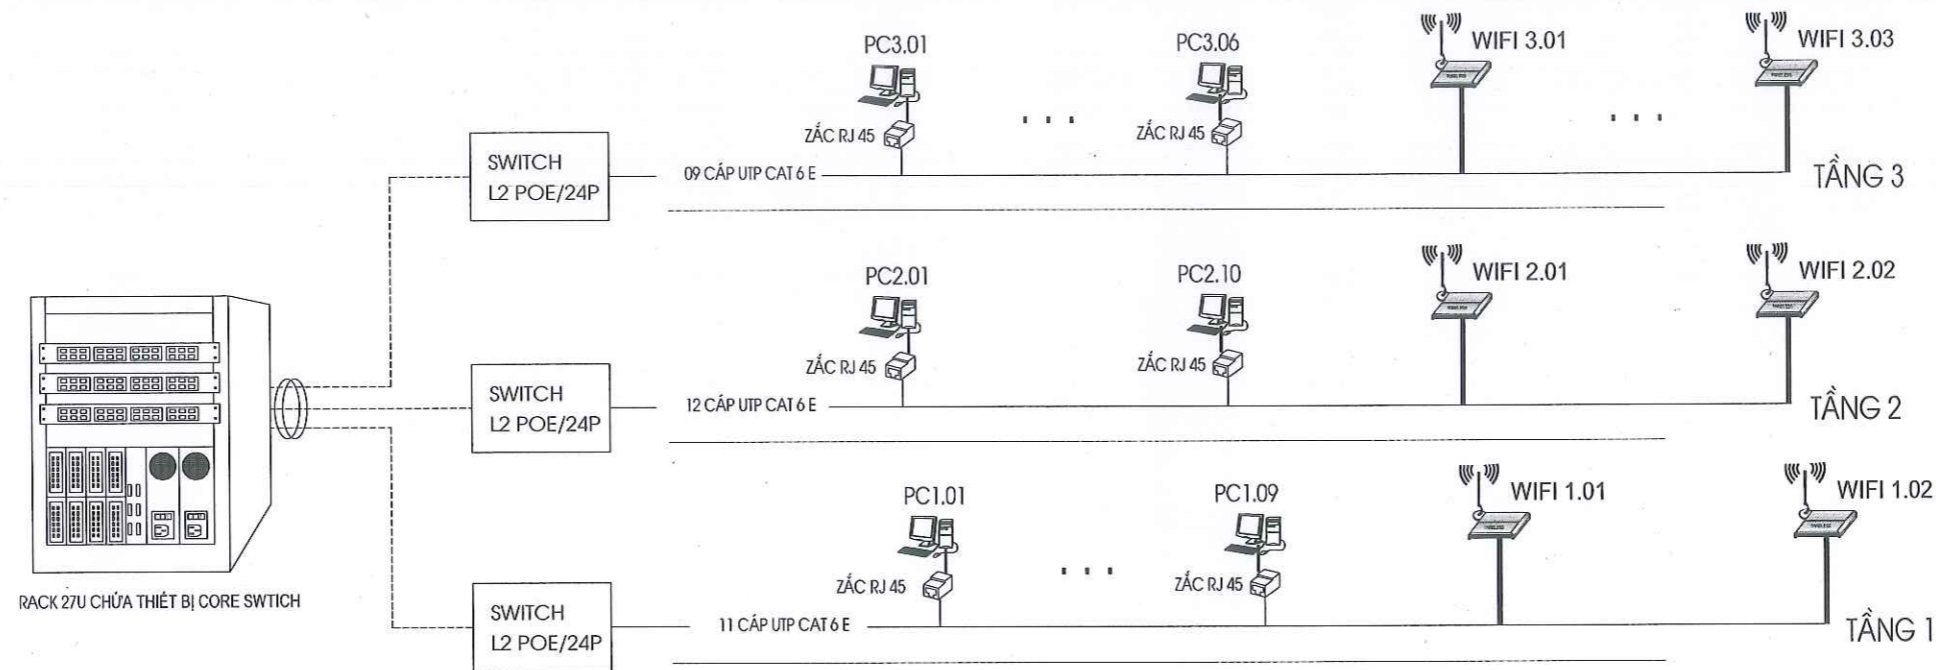 PC3.01
PC3.06
WIFI 3.01
WIFI 3.03
ZẮC RJ 45
ZẮC RJ 45
SWITCH
L2 POE/24P
09 CÁP UTP CAT 6 E
TẦNG 3
PC2.01
PC2.10
WIFI 2.01
WIFI 2.02
ZẮC RJ 45
ZẮC RJ 45
SWITCH
L2 POE/24P
12 CÁP UTP CAT 6 E
TẦNG 2
PC1.01
PC1.09
WIFI 1.01
WIFI 1.02
ZẮC RJ 45
ZẮC RJ 45
RACK 27U CHỨA THIẾT BỊ CORE SWTICH
SWITCH
L2 POE/24P
11 CÁP UTP CAT 6 E
TẦNG 1